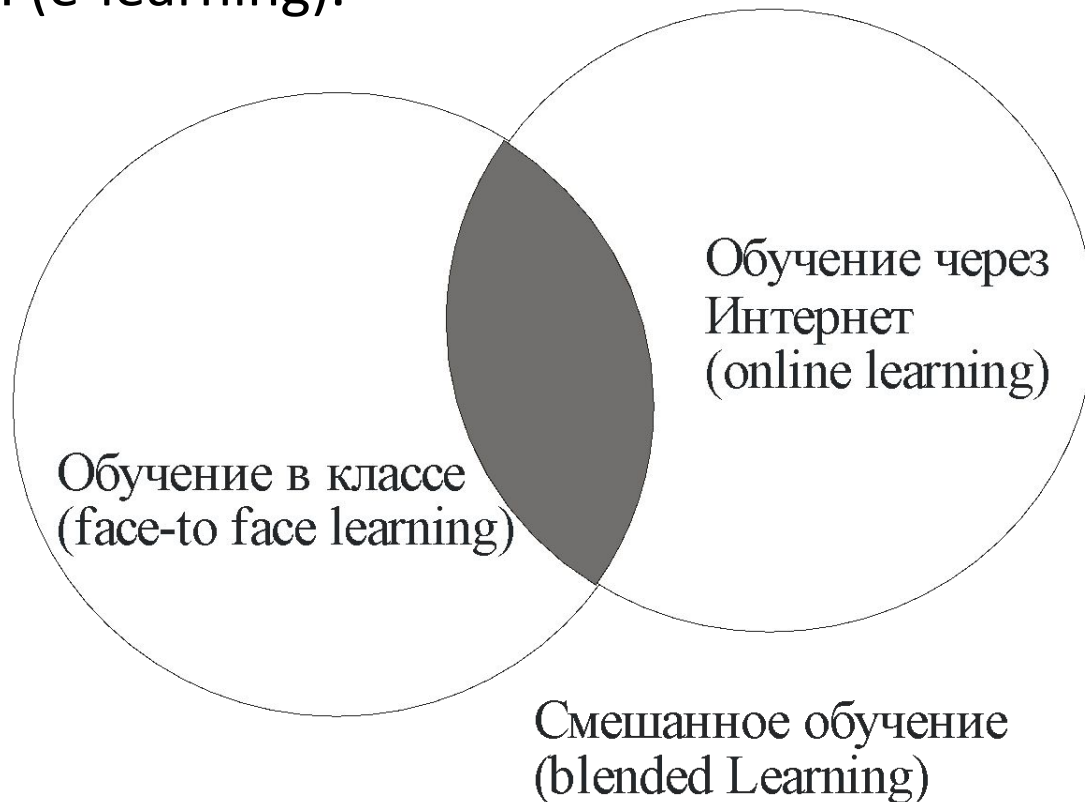 (e-learning).
Обучение через
Интернет
(online learning)
Обучение в классе
(face-to face learning)
Смешанное обучение
(blended Learning)